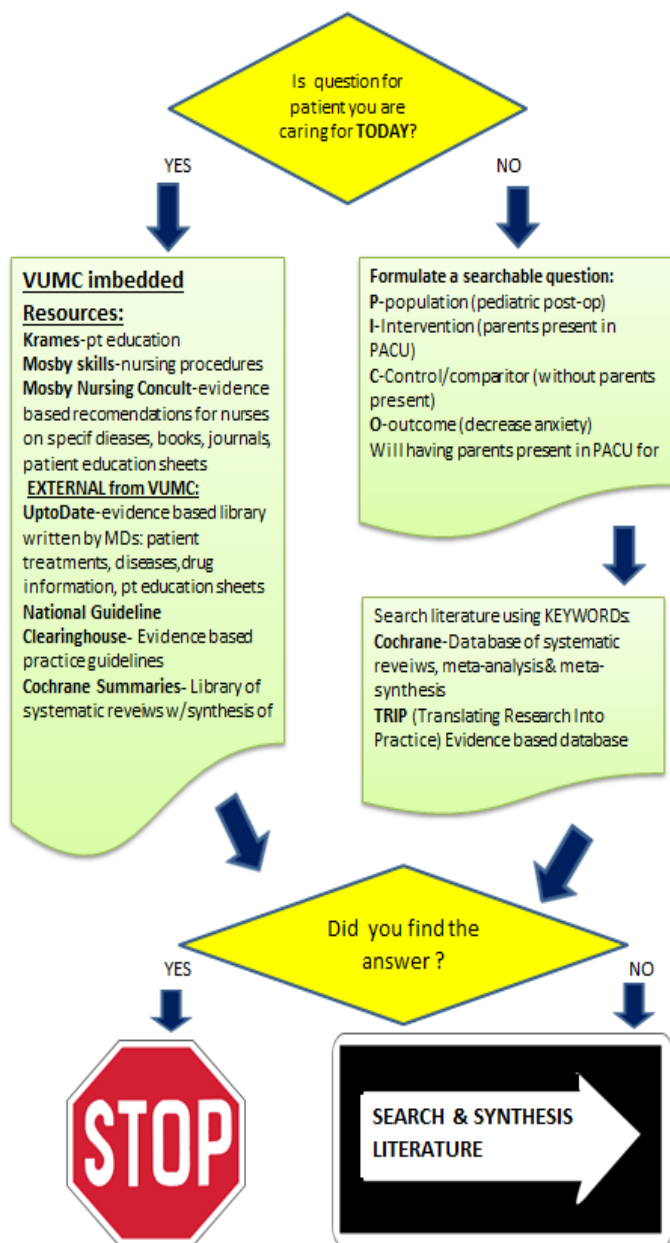 Is question for
patient you are
caring for TODAY?
YES
NO
VUMC imbedded
Resources:
Krames-pt education
Mosby skills-nursing procedures
Mosby Nursing Concult-evidence
based recomendations for nurses
on specif dieases, books, journals,
patient education sheets
EXTERNAL from VUMC:
UptoDate-evidence based library
written by MDs: patient
treatments, diseases,drug
information, pt education sheets
National Guideline
Clearinghouse- Evidence based
practice guidelines
Cochrane Summaries- Library of
systematic reveiws w/synthesis of
Formulate a searchable question:
P-population (pediatric post-op)
I-Intervention (parents present in
PACU)
C-Control/comparitor (without parents
present)
O-outcome (decrease anxiety)
Will having parents present in PACU for
Search literature using KEYWORDs:
Cochrane-Database of systematic
reveiws, meta-analysis & meta-
synthesis
TRIP (Translating Research Into
Practice) Evidence based database
Did you find the
answer ?
YES
NO
STOP
SEARCH & SYNTHESIS
LITERATURE